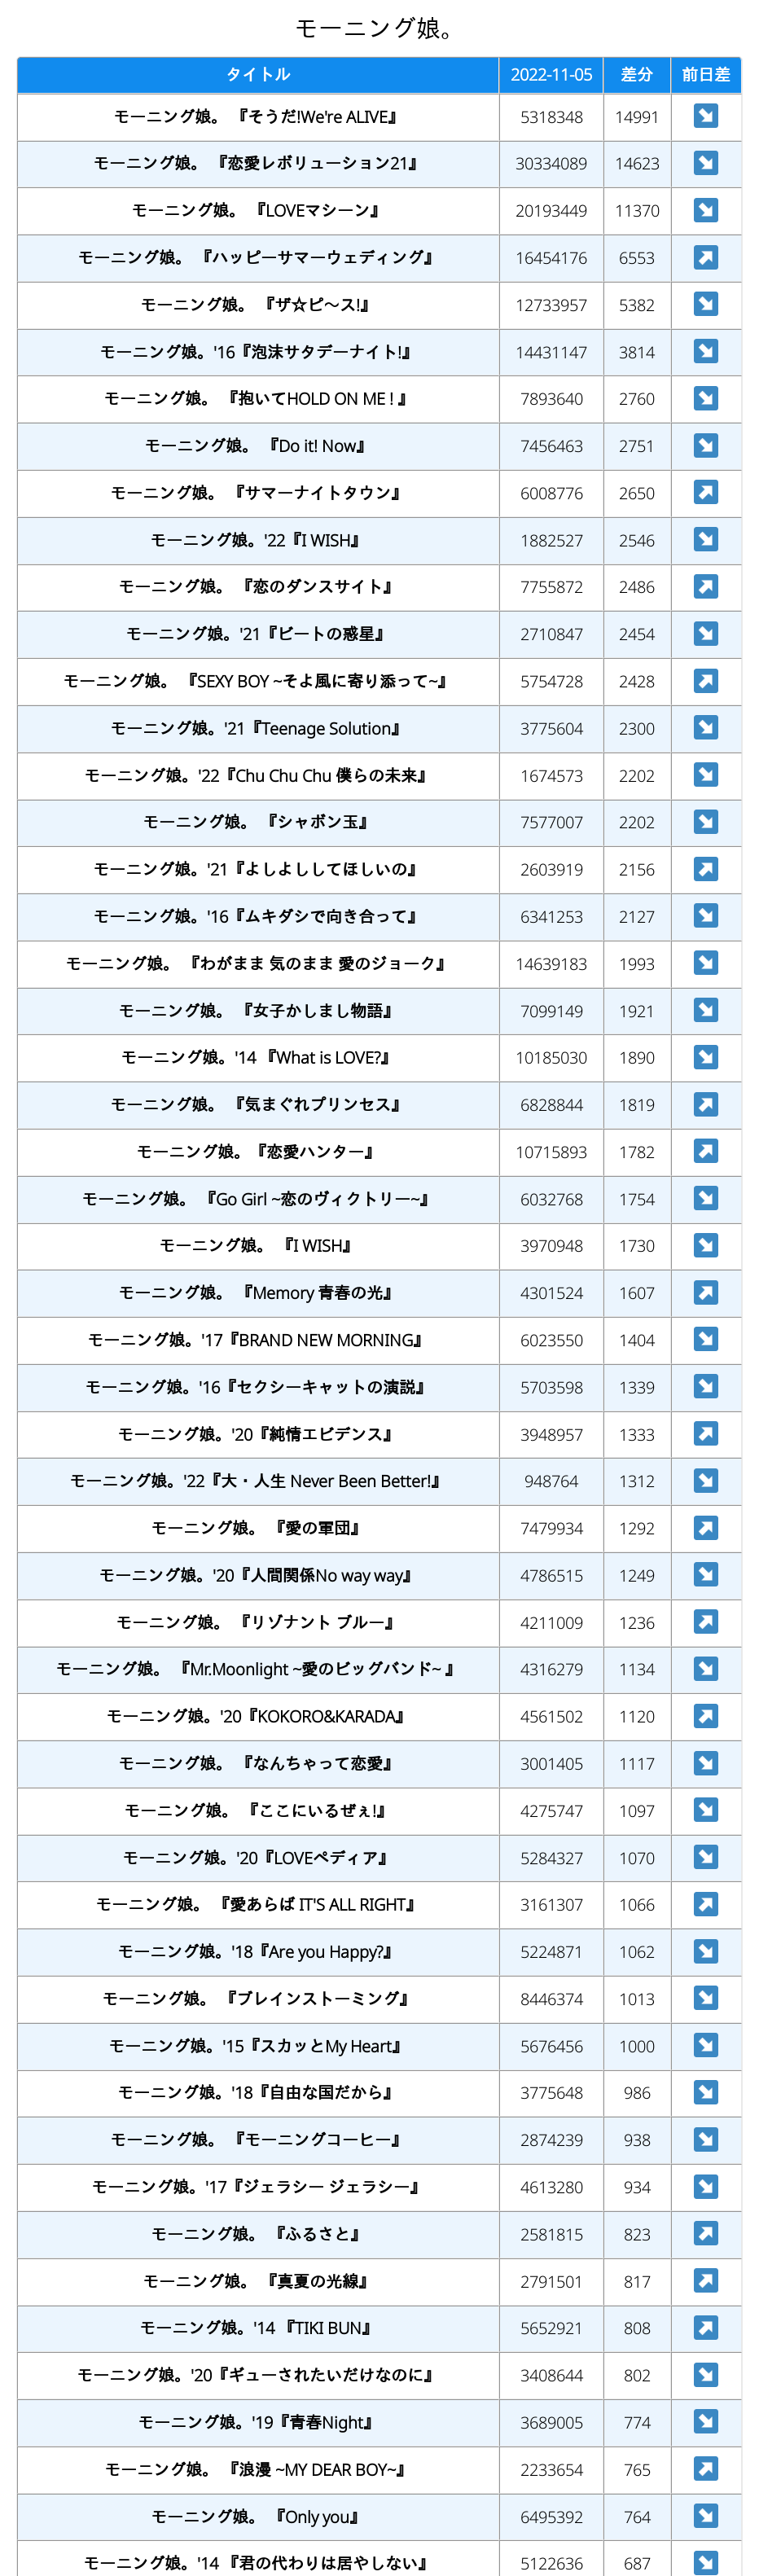 モーニング娘。
タイトル 2022-11-05 差分 前日差
モーニング娘。 『そうだ!We're ALIVE』 5318348 14991
モーニング娘。 『恋愛レボリューション21』 30334089 14623
モーニング娘。 『LOVEマシーン』 20193449 11370
モーニング娘。 『ハッピーサマーウェディング』 16454176 6553
モーニング娘。 『ザ☆ピ〜ス!』 12733957 5382
モーニング娘。'16『泡沫サタデーナイト!』 14431147 3814
モーニング娘。 『抱いてHOLD ON ME ! 』 7893640 2760
モーニング娘。 『Do it! Now』 7456463 2751
モーニング娘。 『サマーナイトタウン』 6008776 2650
モーニング娘。'22『I WISH』 1882527 2546
モーニング娘。 『恋のダンスサイト』 7755872 2486
モーニング娘。'21『ビートの惑星』 2710847 2454
モーニング娘。 『SEXY BOY ~そよ風に寄り添って~』 5754728 2428
モーニング娘。'21『Teenage Solution』 3775604 2300
モーニング娘。'22『Chu Chu Chu 僕らの未来』 1674573 2202
モーニング娘。 『シャボン玉』 7577007 2202
モーニング娘。'21『よしよししてほしいの』 2603919 2156
モーニング娘。'16『ムキダシで向き合って』 6341253 2127
モーニング娘。 『わがまま 気のまま 愛のジョーク』 14639183 1993
モーニング娘。 『女子かしまし物語』 7099149 1921
モーニング娘。'14 『What is LOVE?』 10185030 1890
モーニング娘。 『気まぐれプリンセス』 6828844 1819
モーニング娘。『恋愛ハンター』 10715893 1782
モーニング娘。 『Go Girl ~恋のヴィクトリー~』 6032768 1754
モーニング娘。 『I WISH』 3970948 1730
モーニング娘。 『Memory 青春の光』 4301524 1607
モーニング娘。'17『BRAND NEW MORNING』 6023550 1404
モーニング娘。'16『セクシーキャットの演説』 5703598 1339
モーニング娘。'20『純情エビデンス』 3948957 1333
モーニング娘。'22『大・人生 Never Been Better!』 948764 1312
モーニング娘。 『愛の軍団』 7479934 1292
モーニング娘。'20『人間関係No way way』 4786515 1249
モーニング娘。 『リゾナント ブルー』 4211009 1236
モーニング娘。 『Mr.Moonlight ~愛のビッグバンド~ 』 4316279 1134
モーニング娘。'20『KOKORO&KARADA』 4561502 1120
モーニング娘。 『なんちゃって恋愛』 3001405 1117
モーニング娘。 『ここにいるぜぇ!』 4275747 1097
モーニング娘。'20『LOVEペディア』 5284327 1070
モーニング娘。 『愛あらば IT'S ALL RIGHT』 3161307 1066
モーニング娘。'18『Are you Happy?』 5224871 1062
モーニング娘。 『ブレインストーミング』 8446374 1013
モーニング娘。'15『スカッとMy Heart』 5676456 1000
モーニング娘。'18『自由な国だから』 3775648 986
モーニング娘。 『モーニングコーヒー』 2874239 938
モーニング娘。'17『ジェラシー ジェラシー』 4613280 934
モーニング娘。 『ふるさと』 2581815 823
モーニング娘。 『真夏の光線』 2791501 817
モーニング娘。'14 『TIKI BUN』 5652921 808
モーニング娘。'20『ギューされたいだけなのに』 3408644 802
モーニング娘。'19『青春Night』 3689005 774
モーニング娘。 『浪漫 ~MY DEAR BOY~』 2233654 765
モーニング娘。 『Only you』 6495392 764
モーニング娘。'14 『君の代わりは居やしない』 5122636 687